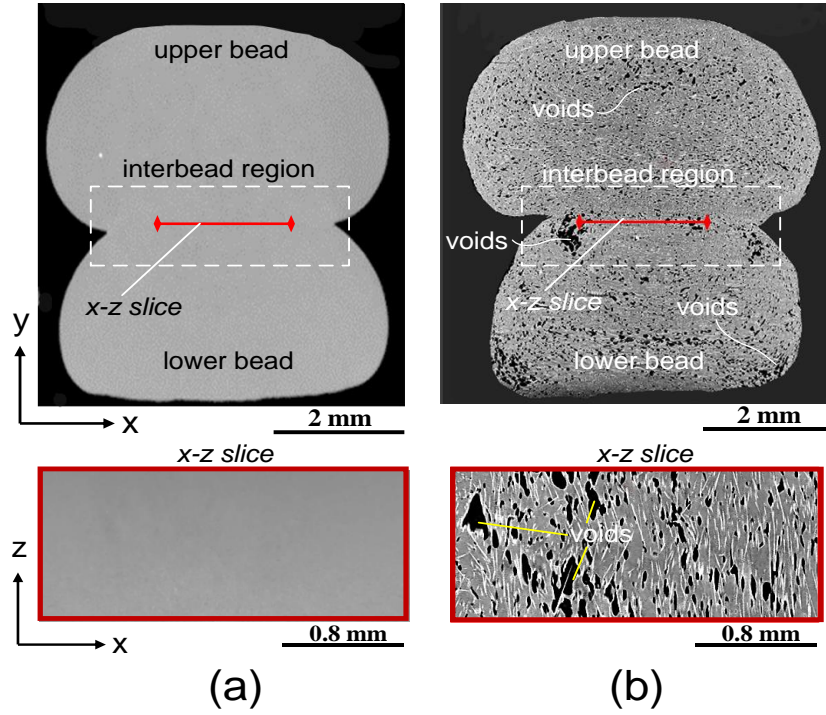 upper bead
interbead region
x-z slice
lower bead
y
x
2 mm
x-z slice
z
x
0.8 mm
(a)
upper bead
voids
interbead region
voids
x-z slice
voids
lower bead
2 mm
x-z slice
voids
0.8 mm
(b)